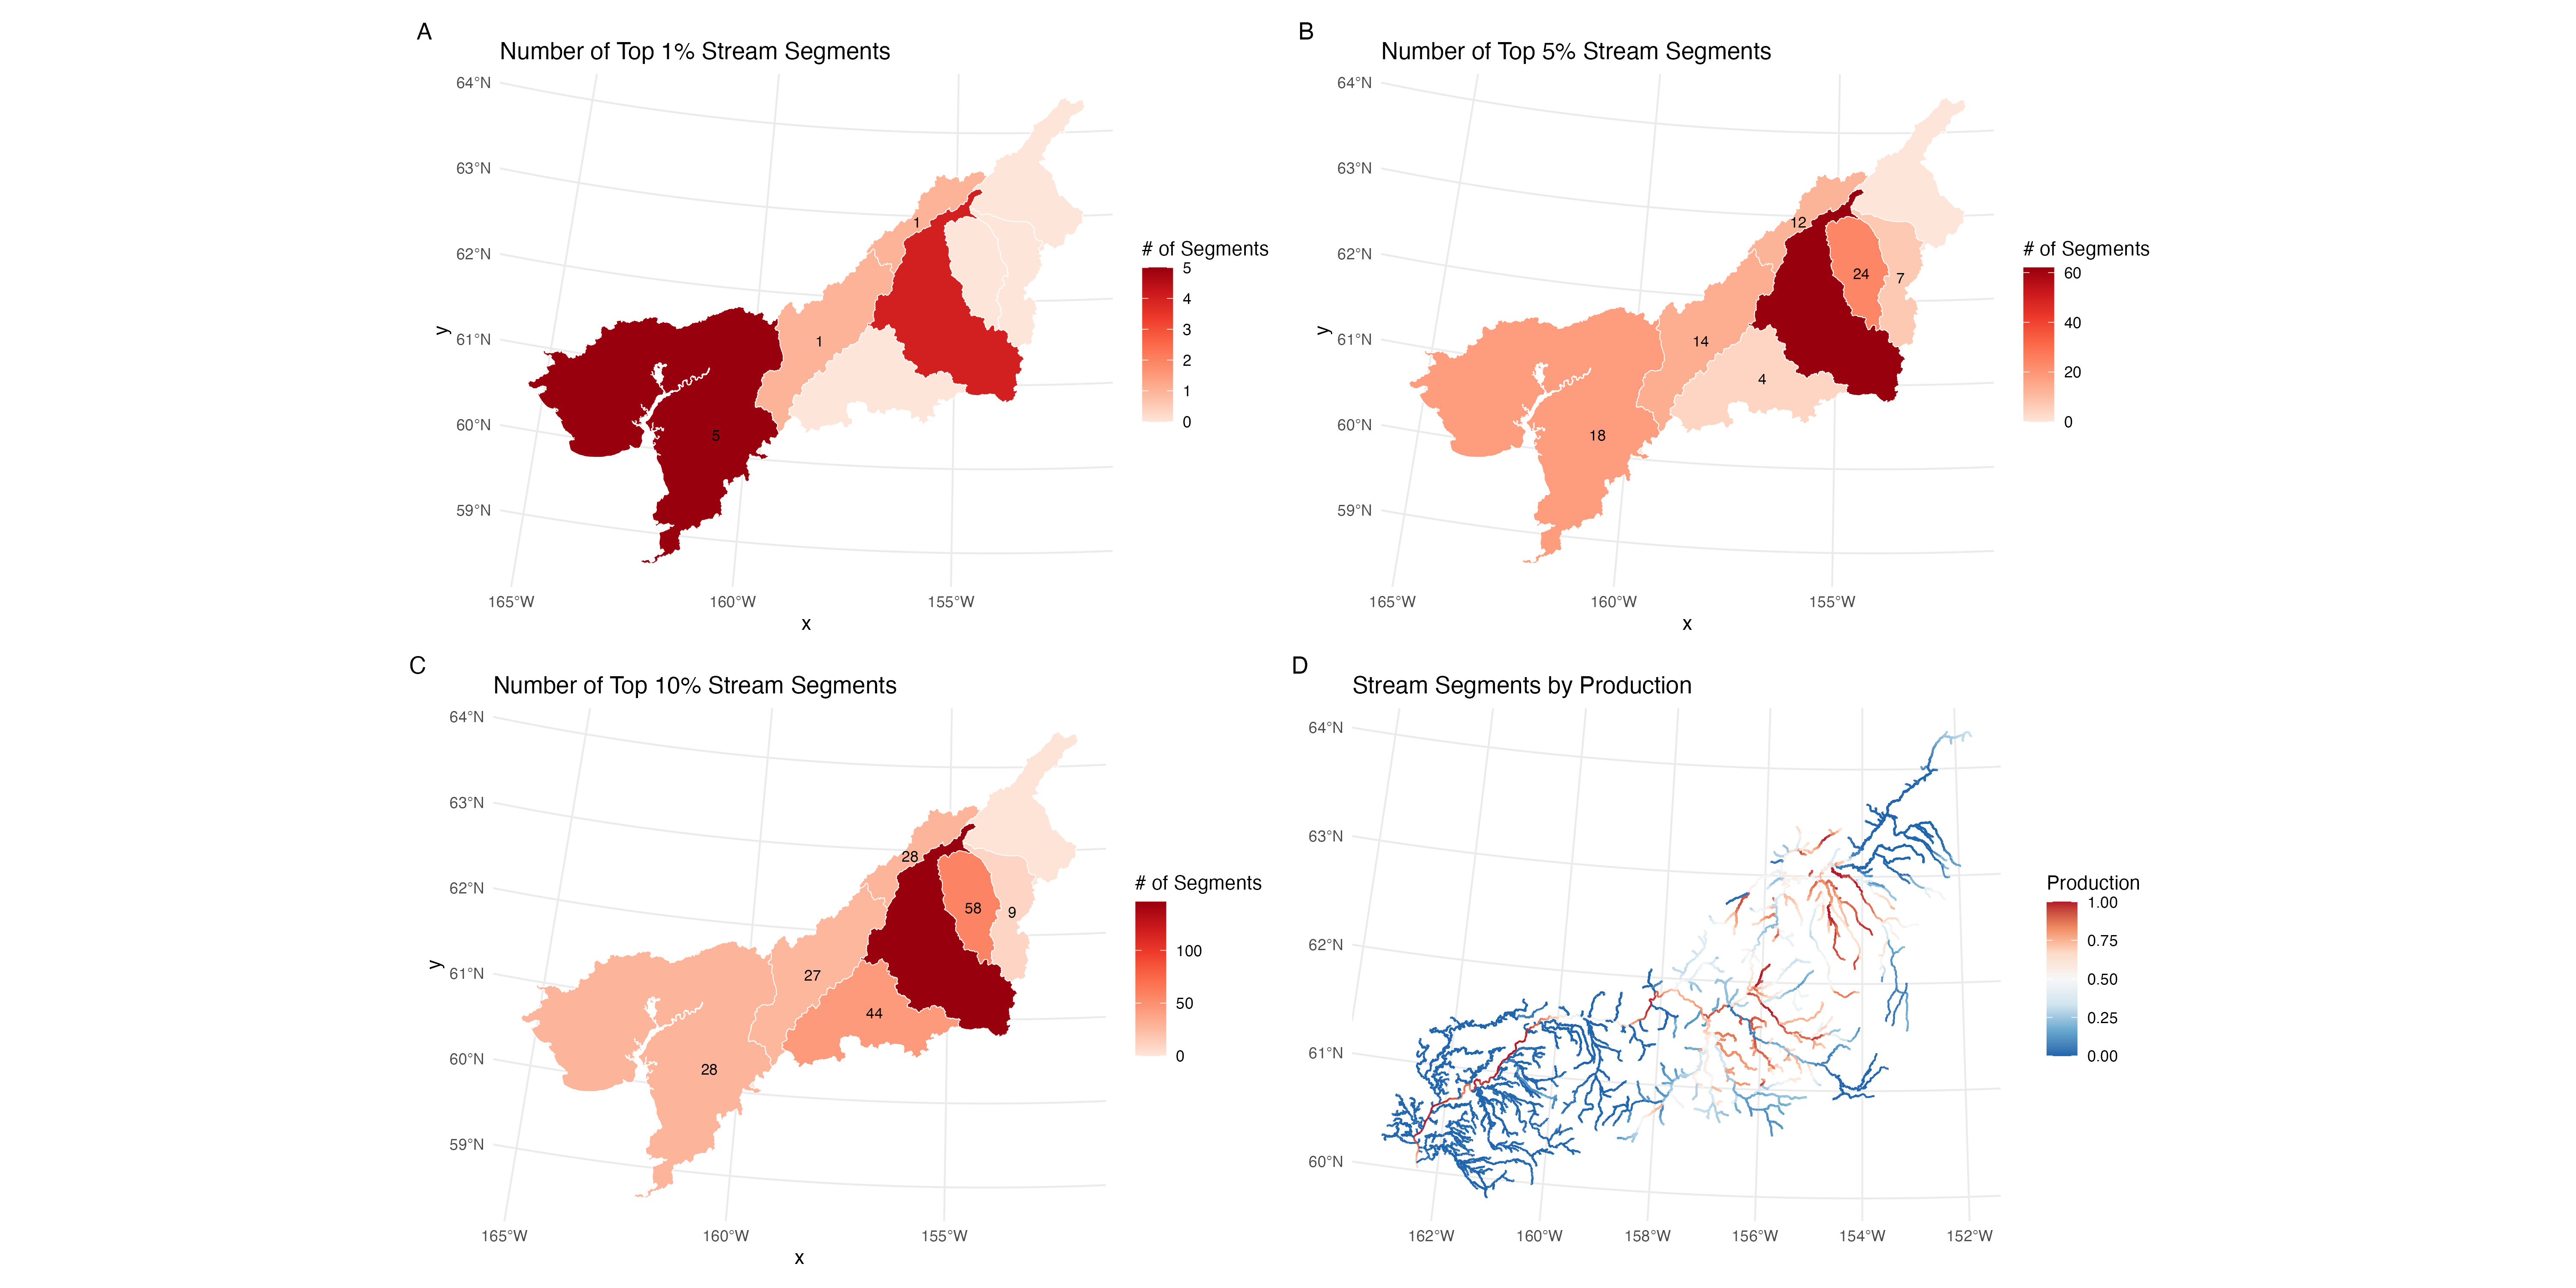 A
Number of Top 1% Stream Segments
64°N
63°N
62°N
61°N
60°N
59°N
y
1
1
5
165°W
160°W
155°W
x
# of Segments
5
4
3
2
1
0
B
Number of Top 5% Stream Segments
64°N
63°N
62°N
61°N
60°N
59°N
y
12
24
7
14
4
18
165°W
160°W
155°W
x
# of Segments
60
40
20
0
C
Number of Top 10% Stream Segments
64°N
63°N
62°N
61°N
60°N
59°N
y
28
58
9
27
44
28
165°W
160°W
155°W
x
# of Segments
100
50
0
D
Stream Segments by Production
64°N
63°N
62°N
61°N
60°N
162°W
160°W
158°W
156°W
154°W
152°W
Production
1.00
0.75
0.50
0.25
0.00